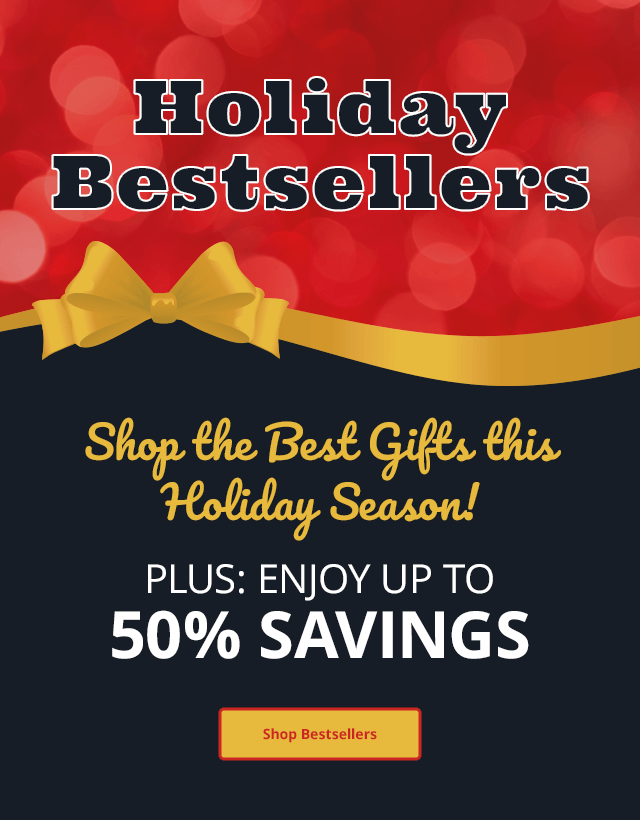 Holiday
Bestsellers
Shop the Best Gifts this
Holiday Season!
PLUS: ENJOY UP TO
50% SAVINGS
Shop Bestsellers